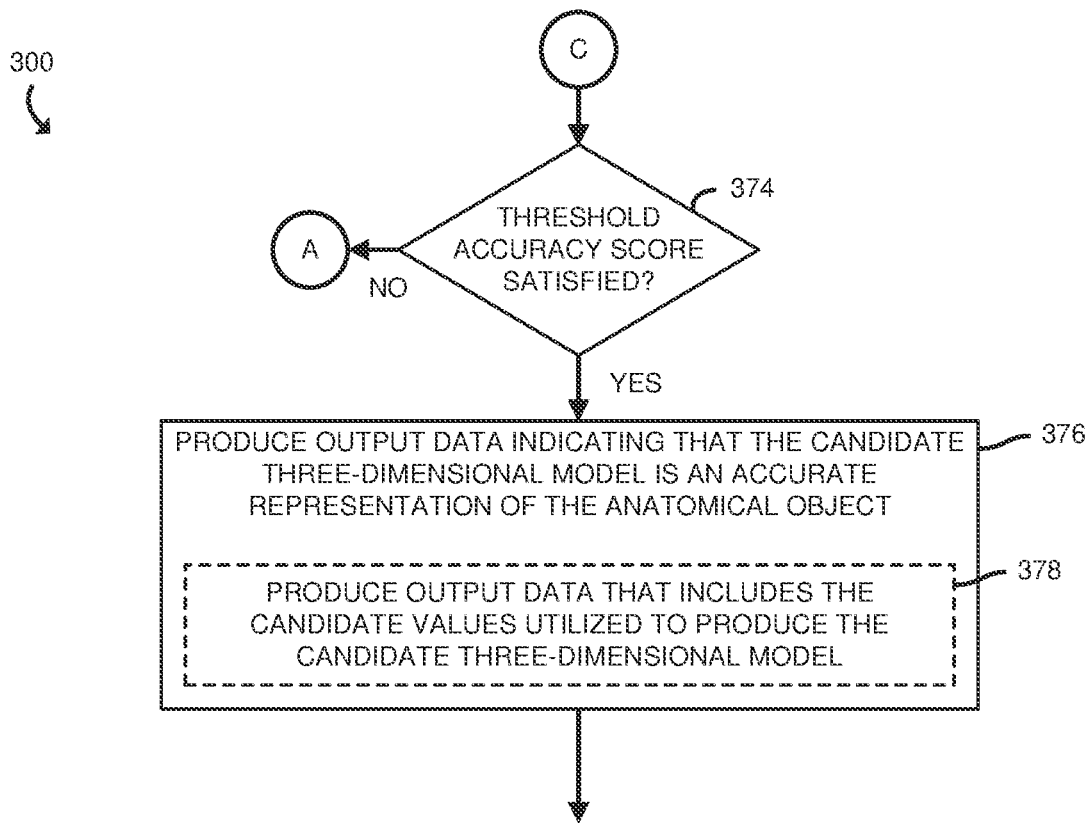 C
300
374
THRESHOLD
ACCURACY SCORE
SATISFIED?
A
NO
YES
PRODUCE OUTPUT DATA INDICATING THAT THE CANDIDATE
THREE-DIMENSIONAL MODEL IS AN ACCURATE
REPRESENTATION OF THE ANATOMICAL OBJECT
376
PRODUCE OUTPUT DATA THAT INCLUDES THE
CANDIDATE VALUES UTILIZED TO PRODUCE THE
CANDIDATE THREE-DIMENSIONAL MODEL
378